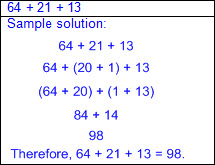 64 + 21 + 13
Sample solution:
64 + 21 + 13
64 + (20 + 1) + 13
(64 + 20) + (1 + 13)
84 + 14
98
Therefore, 64 + 21 + 13 = 98.